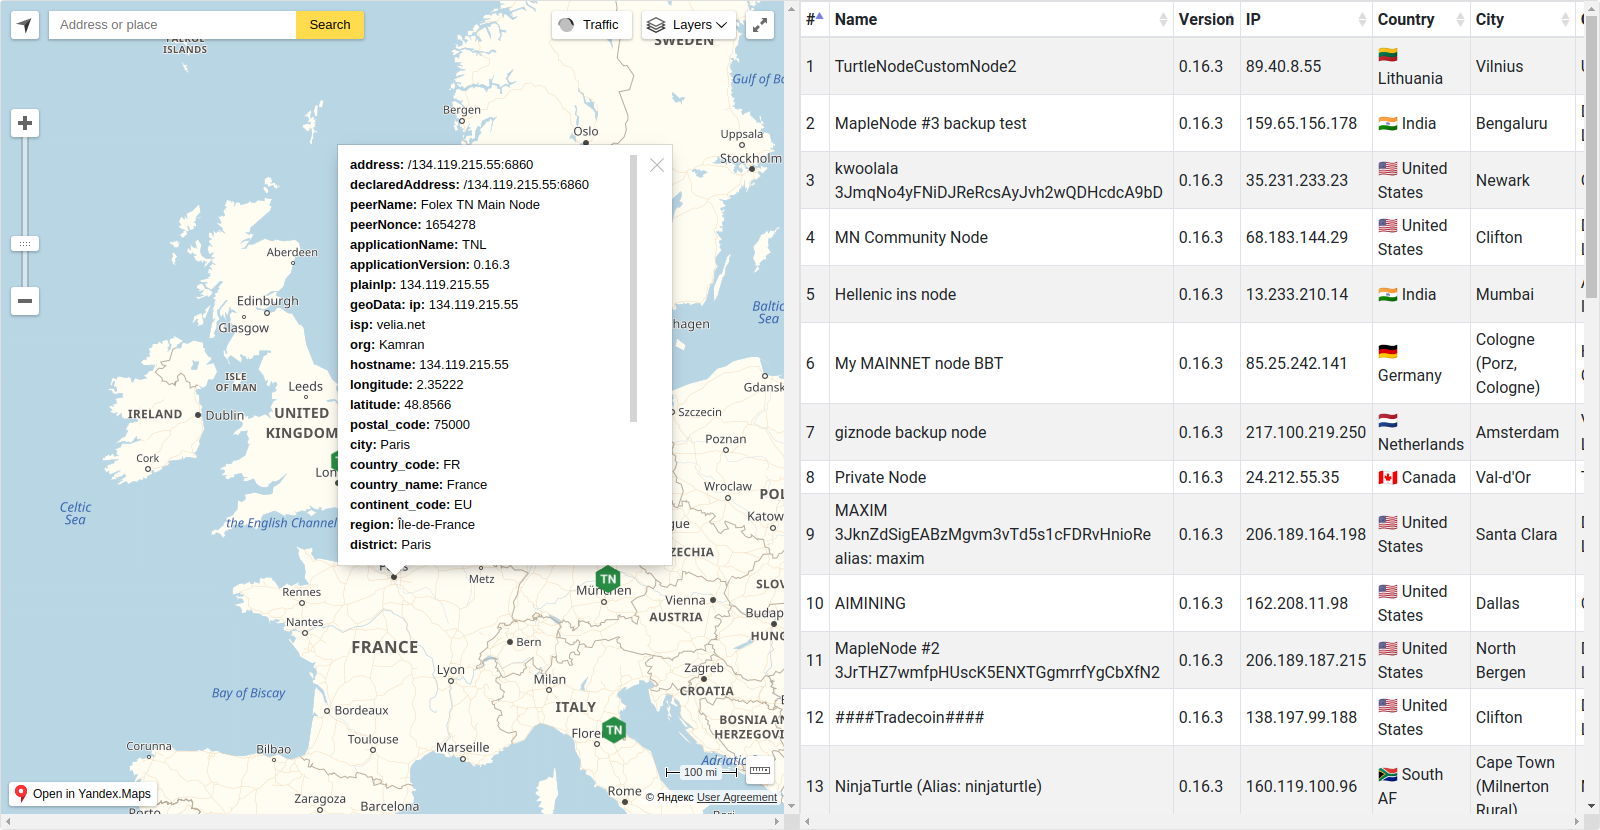 Address or place
Search
Traffic
Layers
ISLANDS
SWEDEN
Gulf of Bo
Bergen
Oslo
Uppsala
Stockholm
Aberdeen
Edinburgh
Glasgow
Baltic
Sea
hagen
ISLE
OF MAN
Leeds
IRELAND
Dublin
UNITED
KINGDOM
Cork
Lon
Celtic
Sea
the English Channel
Gdansk
Szczecin
Poznan
Wroclaw
POL
Katow
gue
ZECHIA
SLOV
Metz
TN
München
Vienna
Budap
AUSTRIA
HUNG
Rennes
Nantes
FRANCE
Bern
Lyon
Zagreb
Milan
CROATIA
Bay of Biscay
ITALY
Bordeaux
BOSNIA AN
TN
Flore
HERZEGOVI
Toulouse
Corunna
Bilbao
Marseille
Adriatic
100 mi
Rome
Zaragoza
Barcelona
Porto
Bari
Open in Yandex.Maps
© Яндекс User Agreement
address: /134.119.215.55:6860
declaredAddress: /134.119.215.55:6860
peerName: Folex TN Main Node
peerNonce: 1654278
applicationName: TNL
applicationVersion: 0.16.3
plainIp: 134.119.215.55
geoData: ip: 134.119.215.55
isp: velia.net
org: Kamran
hostname: 134.119.215.55
longitude: 2.35222
latitude: 48.8566
postal_code: 75000
city: Paris
country_code: FR
country_name: France
continent_code: EU
region: Île-de-France
district: Paris
# Name Version IP Country City
1 TurtleNodeCustomNode2 0.16.3 89.40.8.55 Lithuania Vilnius
2 MapleNode #3 backup test 0.16.3 159.65.156.178 India Bengaluru
3 kwoolala
3JmqNo4yFNiDJReRcsAyJvh2wQDHcdcA9bD 0.16.3 35.231.233.23 United States Newark
4 MN Community Node 0.16.3 68.183.144.29 United States Clifton
5 Hellenic ins node 0.16.3 13.233.210.14 India Mumbai
6 My MAINNET node BBT 0.16.3 85.25.242.141 Germany Cologne (Porz, Cologne)
7 giznode backup node 0.16.3 217.100.219.250 Netherlands Amsterdam
8 Private Node 0.16.3 24.212.55.35 Canada Val-d'Or
9 MAXIM
3JknZdSigEABzMgvm3vTd5s1cFDRvHnioRe
alias: maxim 0.16.3 206.189.164.198 United States Santa Clara
10 AIMINING 0.16.3 162.208.11.98 United States Dallas
11 MapleNode #2
3JrTHZ7wmfpHUscK5ENXTGgmrrfYgCbXfN2 0.16.3 206.189.187.215 United States North Bergen
12 ####Tradecoin#### 0.16.3 138.197.99.188 United States Clifton
13 NinjaTurtle (Alias: ninjaturtle) 0.16.3 160.119.100.96 South AF Cape Town (Milnerton Rural)